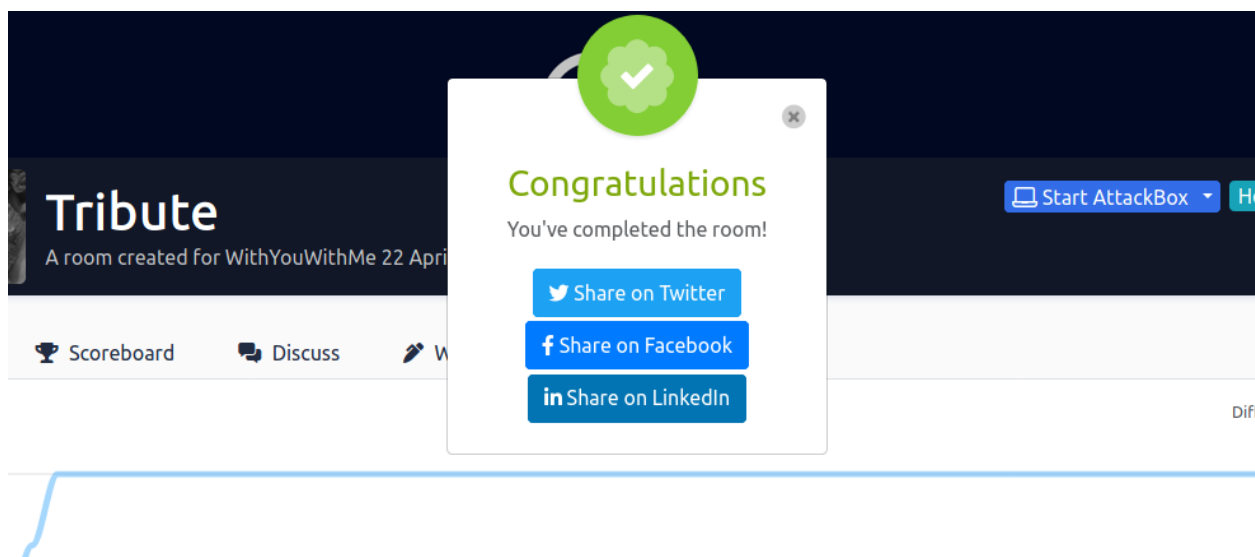 Congratulations
You've completed the room!
Share on Twitter
Share on Facebook
Share on LinkedIn
Tribute
A room created for WithYouWithMe 22 Apri
Start AttackBox
Scoreboard
Discuss